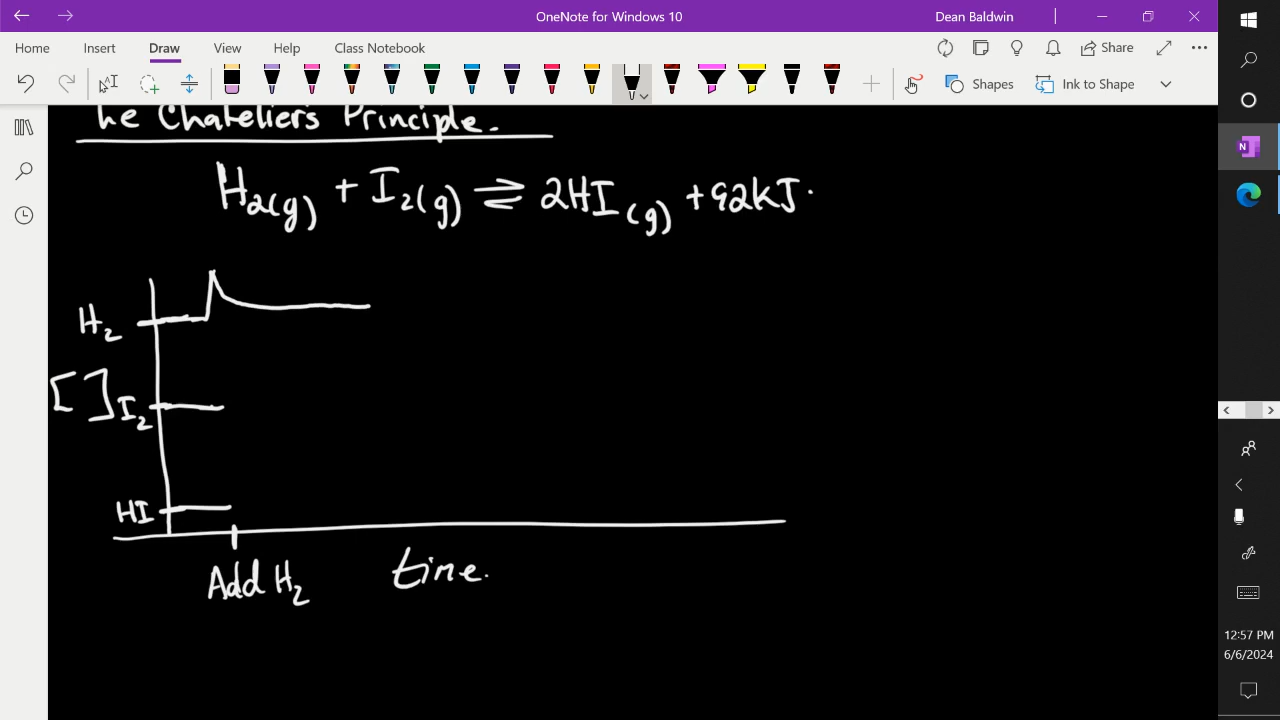 OneNote for Windows 10
Dean Baldwin
Home Insert Draw View Help Class Notebook
Share
Shapes
Ink to Shape
Le Chateliers Principle.
H2(g) + I2(g) ⇌ 2HI(g) + 92kJ.
H2
[ ] I2
HI
Add H2 time.
12:57 PM
6/6/2024